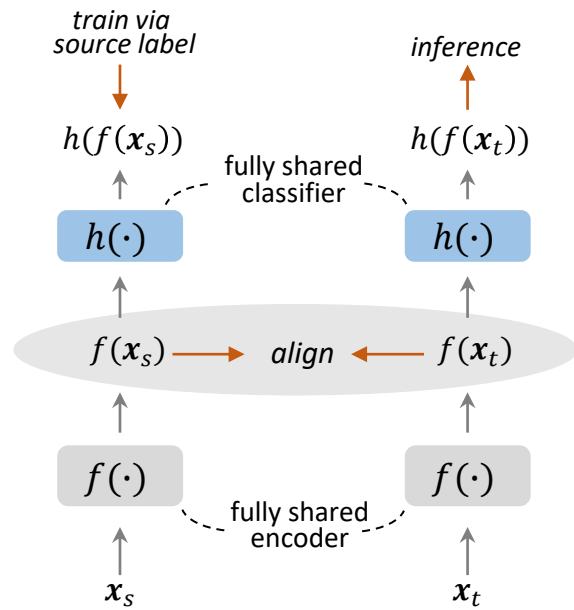 train via
source label
inference
h(f(𝒙ₛ))
h(f(𝒙ₜ))
fully shared
classifier
h(·)
h(·)
f(𝒙ₛ)
align
f(𝒙ₜ)
f(·)
f(·)
fully shared
encoder
𝒙ₛ
𝒙ₜ